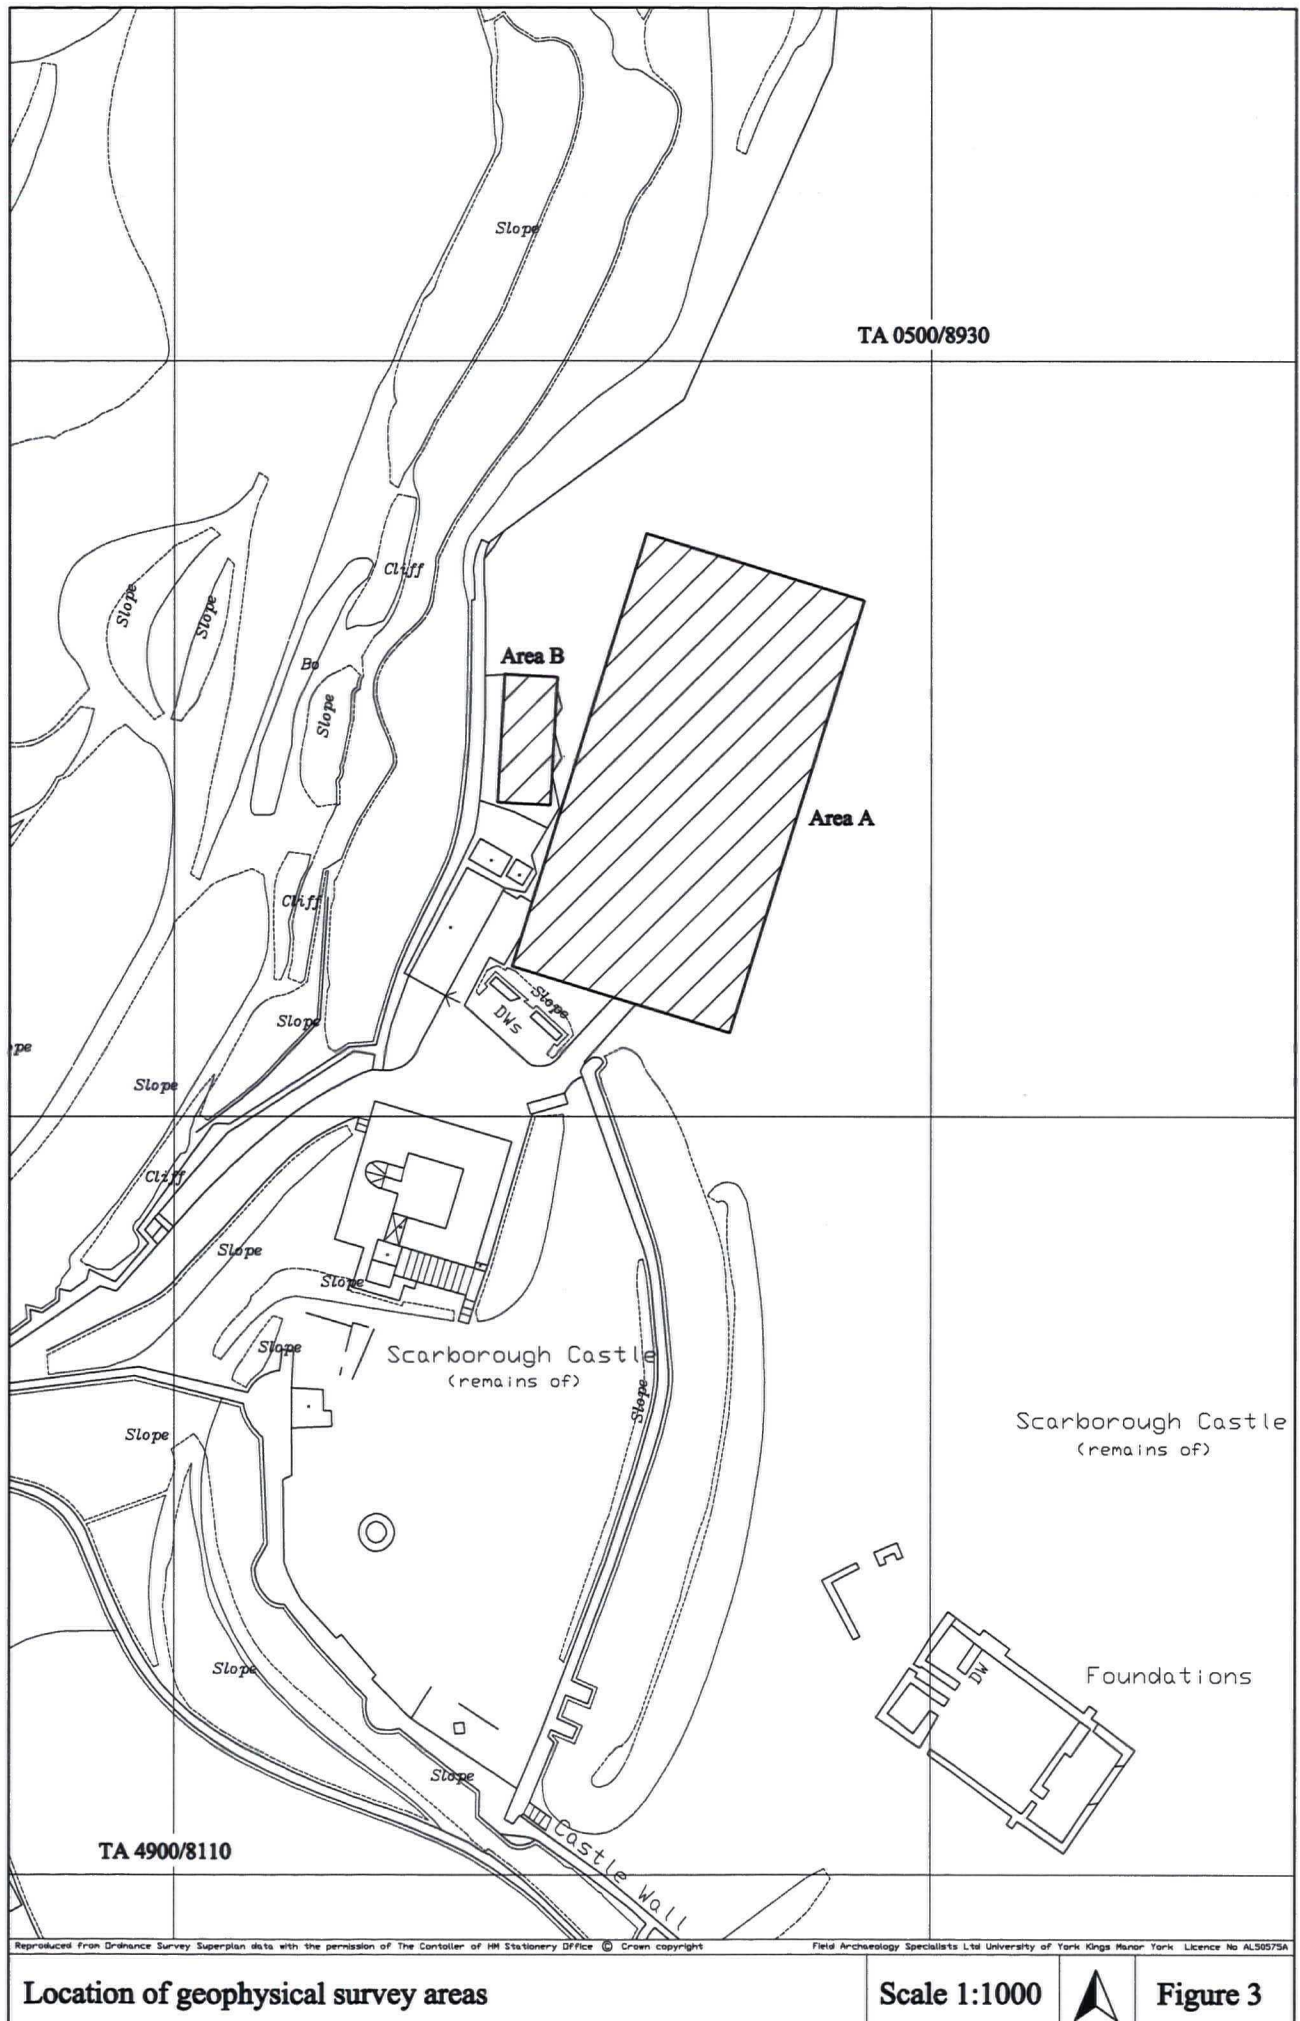 Slope
TA 0500/8930
Cliff
Slope
Slope
Bo
Area B
Slope
Area A
Cliff
Slope
DWs
Slope
pe
Slope
Cliff
Slope
Slope
Slope
Scarborough Castle
(remains of)
Slope
Scarborough Castle
(remains of)
Slope
Slope
DW
Foundations
Slope
Castle Wall
TA 4900/8110
Reproduced from Ordnance Survey Superplan data with the permission of The Contoller of HM Stationery Office © Crown copyright
Field Archaeology Specialists Ltd University of York Kings Manor York Licence No AL50575A
Location of geophysical survey areas
Scale 1:1000
Figure 3